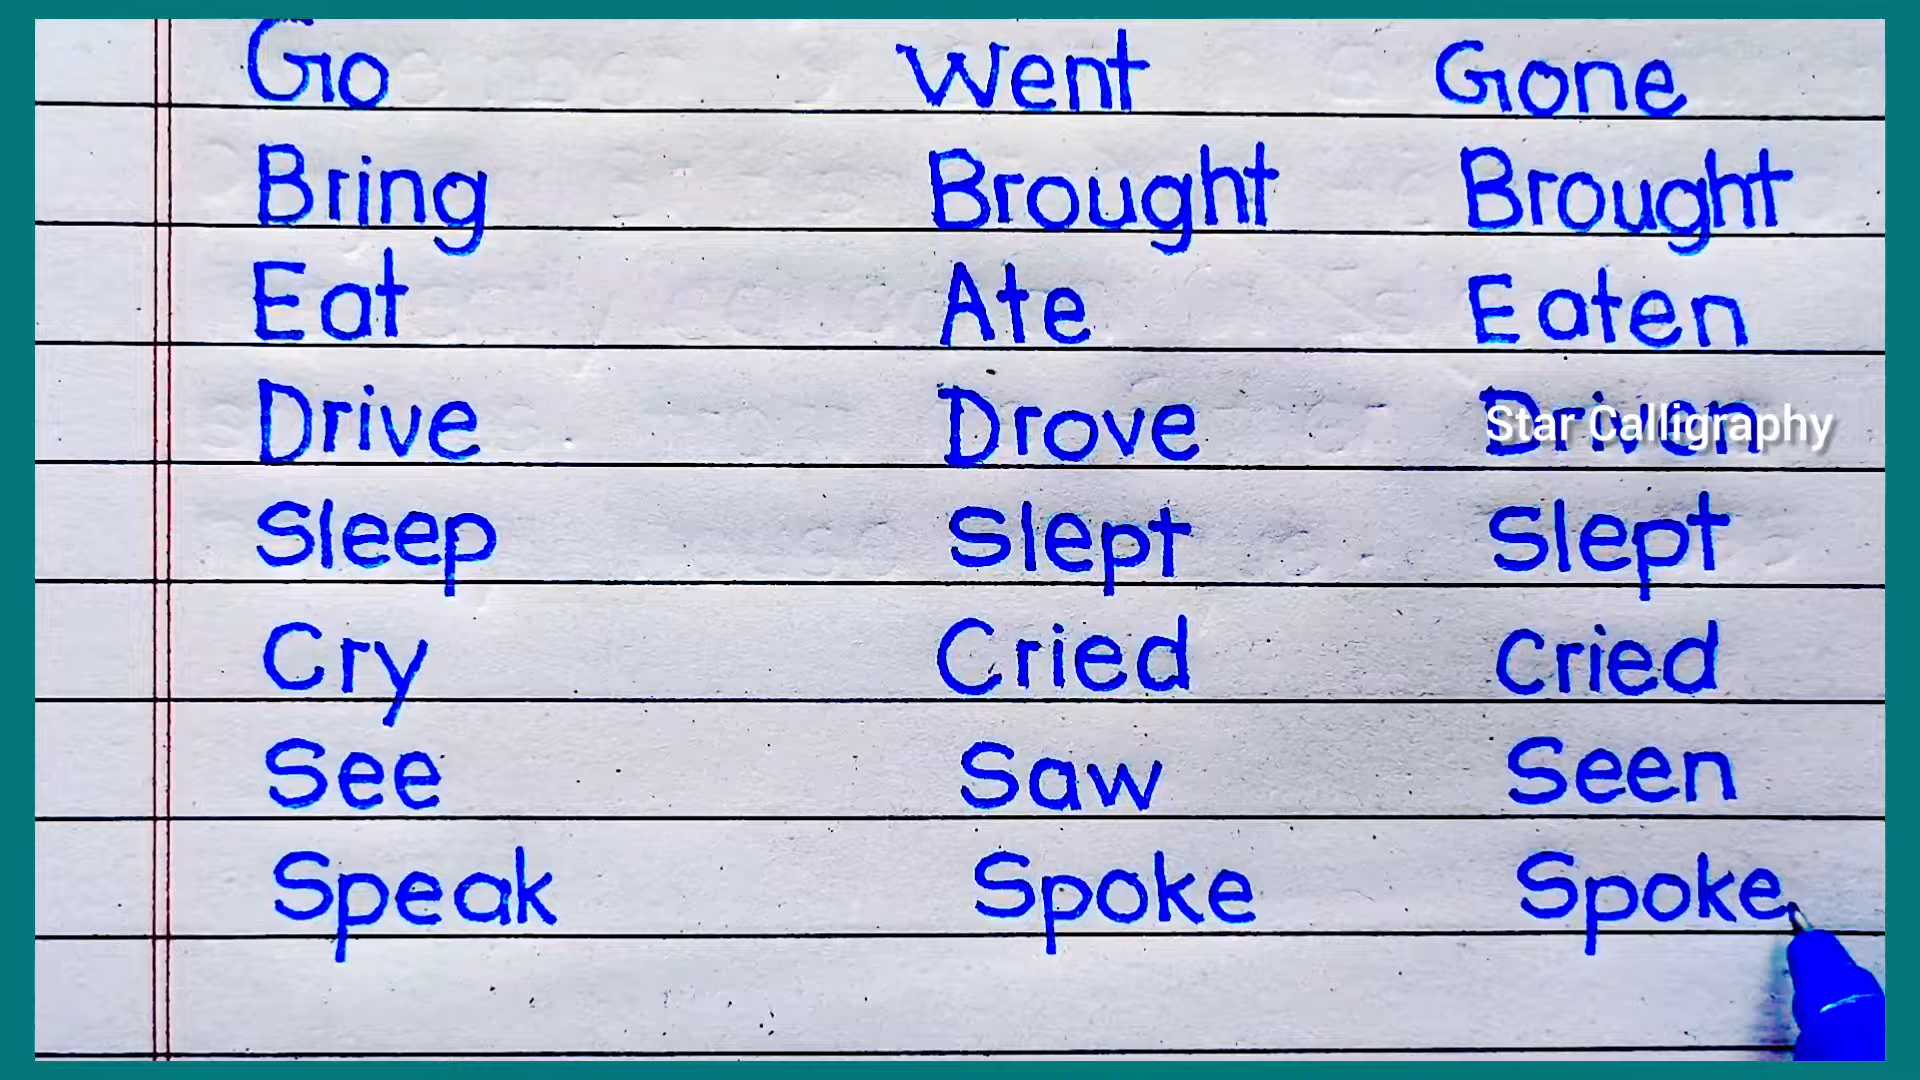 Go Went Gone
Bring Brought Brought
Eat Ate Eaten
Drive Drove Driven
Star Calligraphy
Sleep Slept Slept
Cry Cried Cried
See Saw Seen
Speak Spoke Spoke